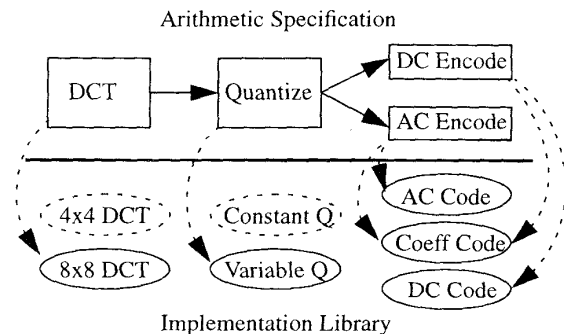 Arithmetic Specification
DCT
Quantize
DC Encode
AC Encode
4x4 DCT
8x8 DCT
Constant Q
Variable Q
AC Code
Coeff Code
DC Code
Implementation Library